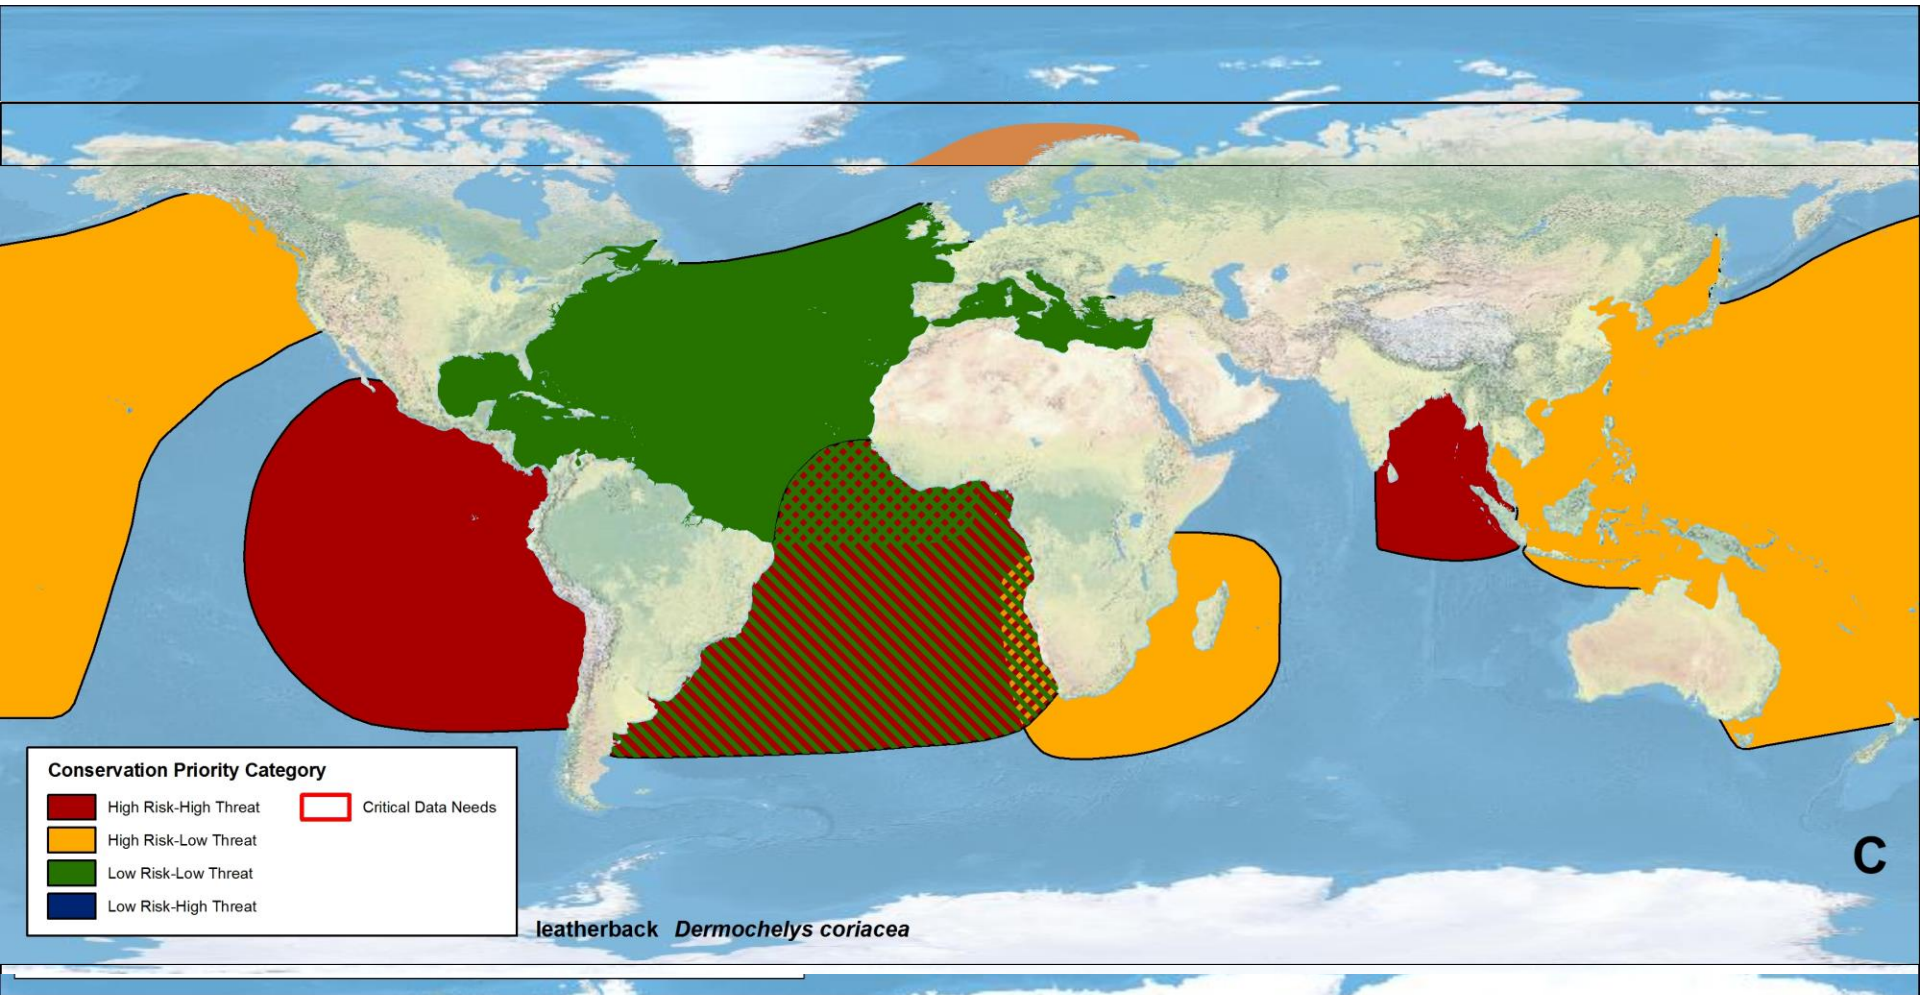 Conservation Priority Category
High Risk-High Threat
Critical Data Needs
High Risk-Low Threat
Low Risk-Low Threat
Low Risk-High Threat
C
leatherback Dermochelys coriacea